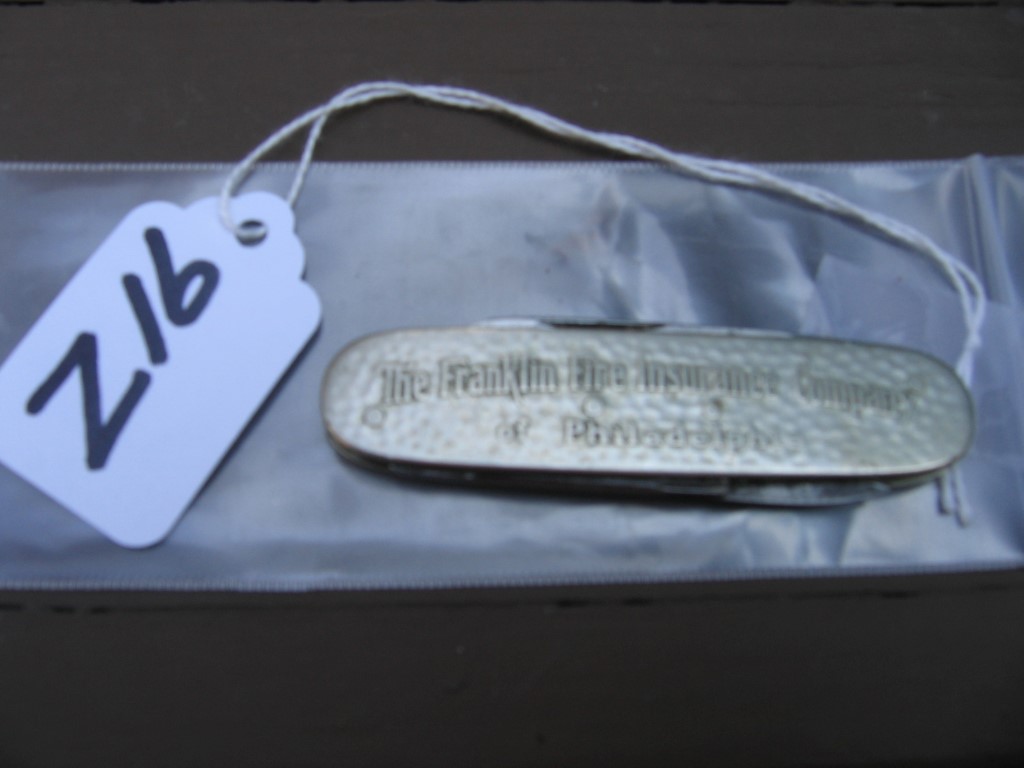 Z16
The Franklin Fire Insurance Company
of Philadelphia